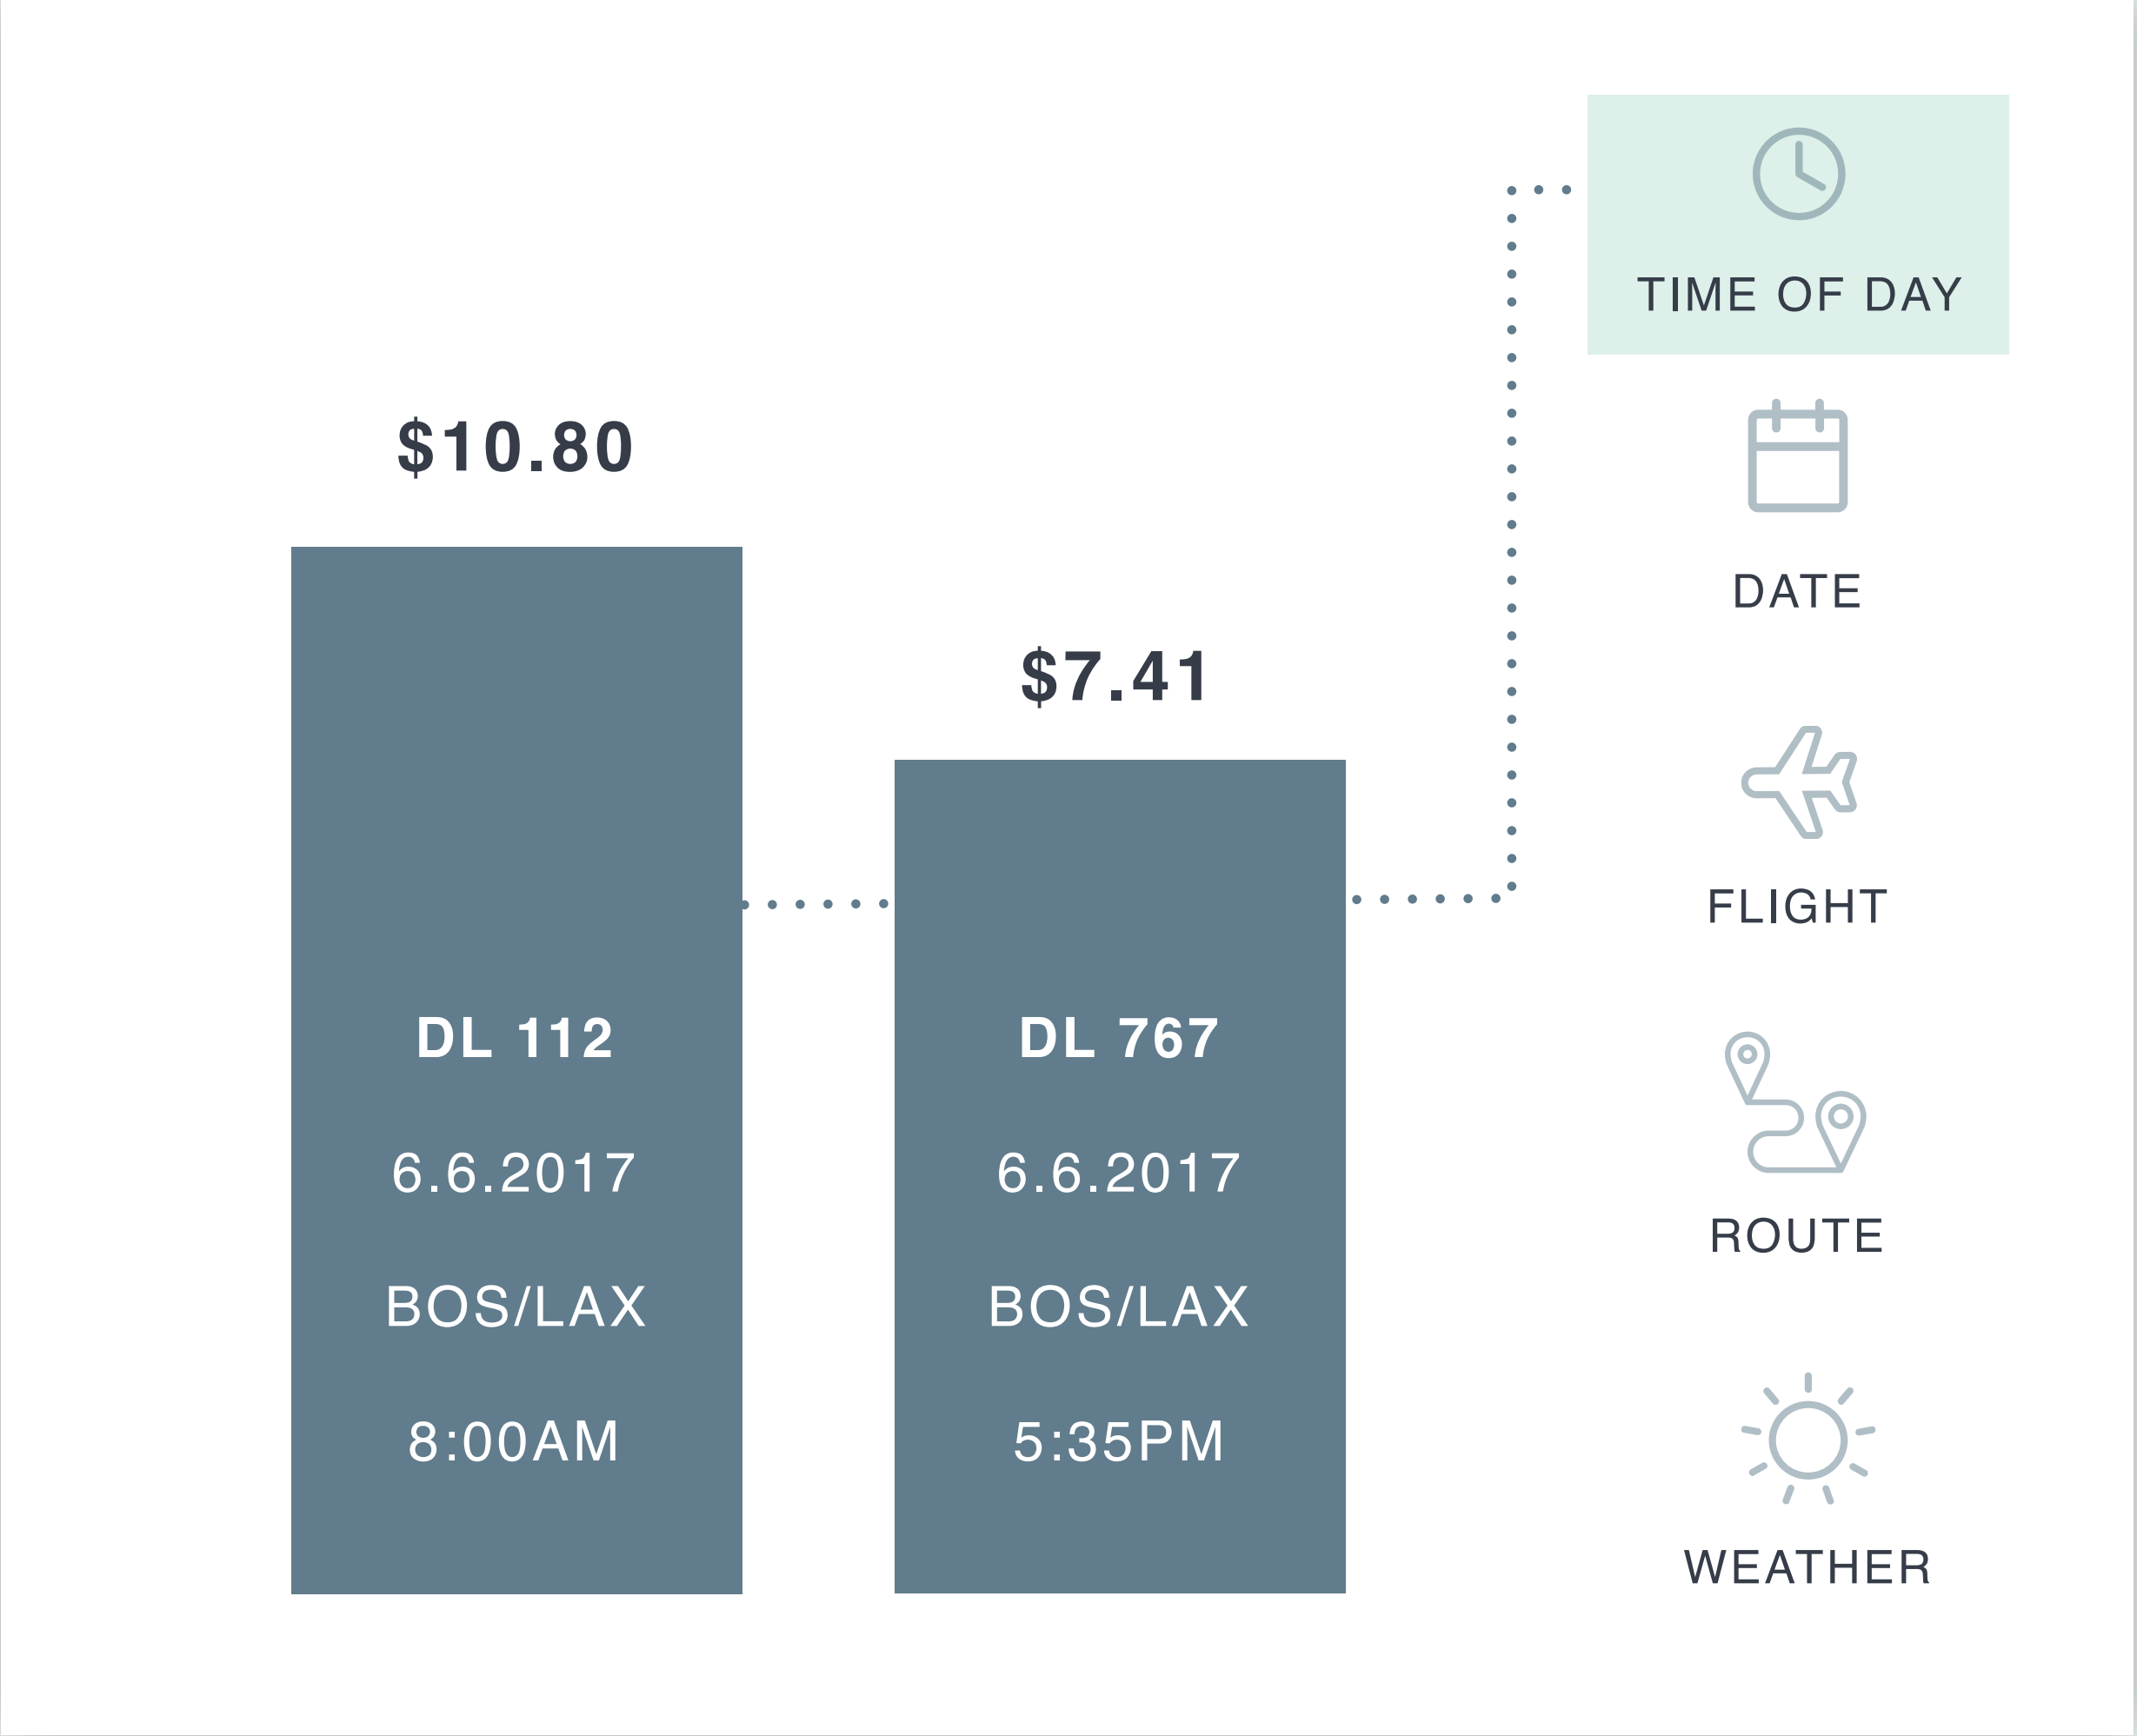 $10.80
DL 112
6.6.2017
BOS/LAX
8:00AM
$7.41
DL 767
6.6.2017
BOS/LAX
5:35PM
TIME OF DAY
DATE
FLIGHT
ROUTE
WEATHER